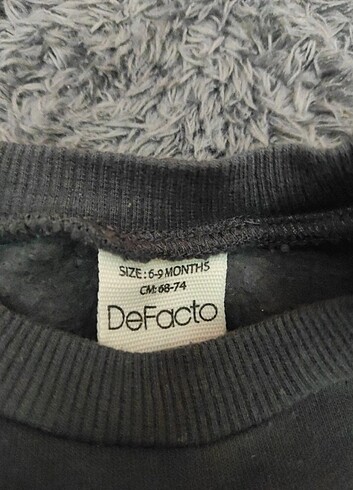 SIZE: 6-9 MONTHS
CM: 68-74
DeFacto